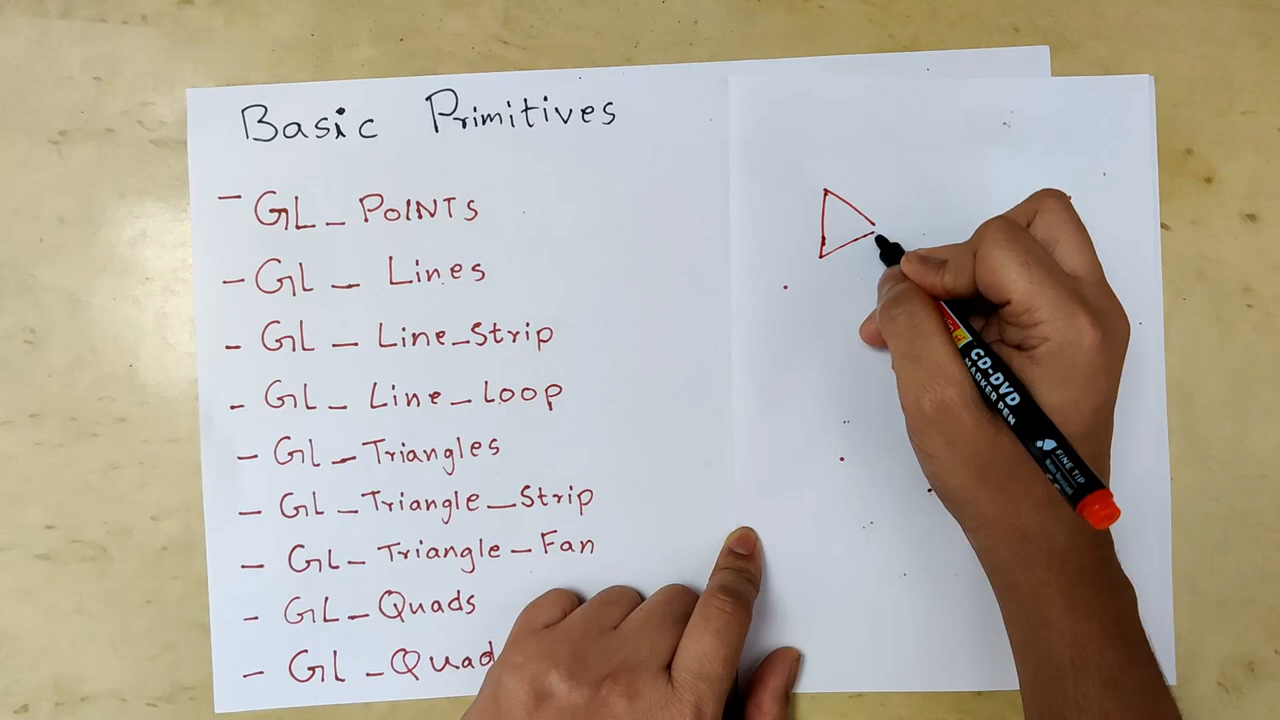 Basic Primitives
- GL_POINTS
- GL_Lines
- GL_Line_Strip
- GL_Line_Loop
- GL_Triangles
- GL_Triangle_Strip
- GL_Triangle_Fan
- GL_Quads
- GL_Quad
CD-DVD
MARKER PEN
FINE TIP